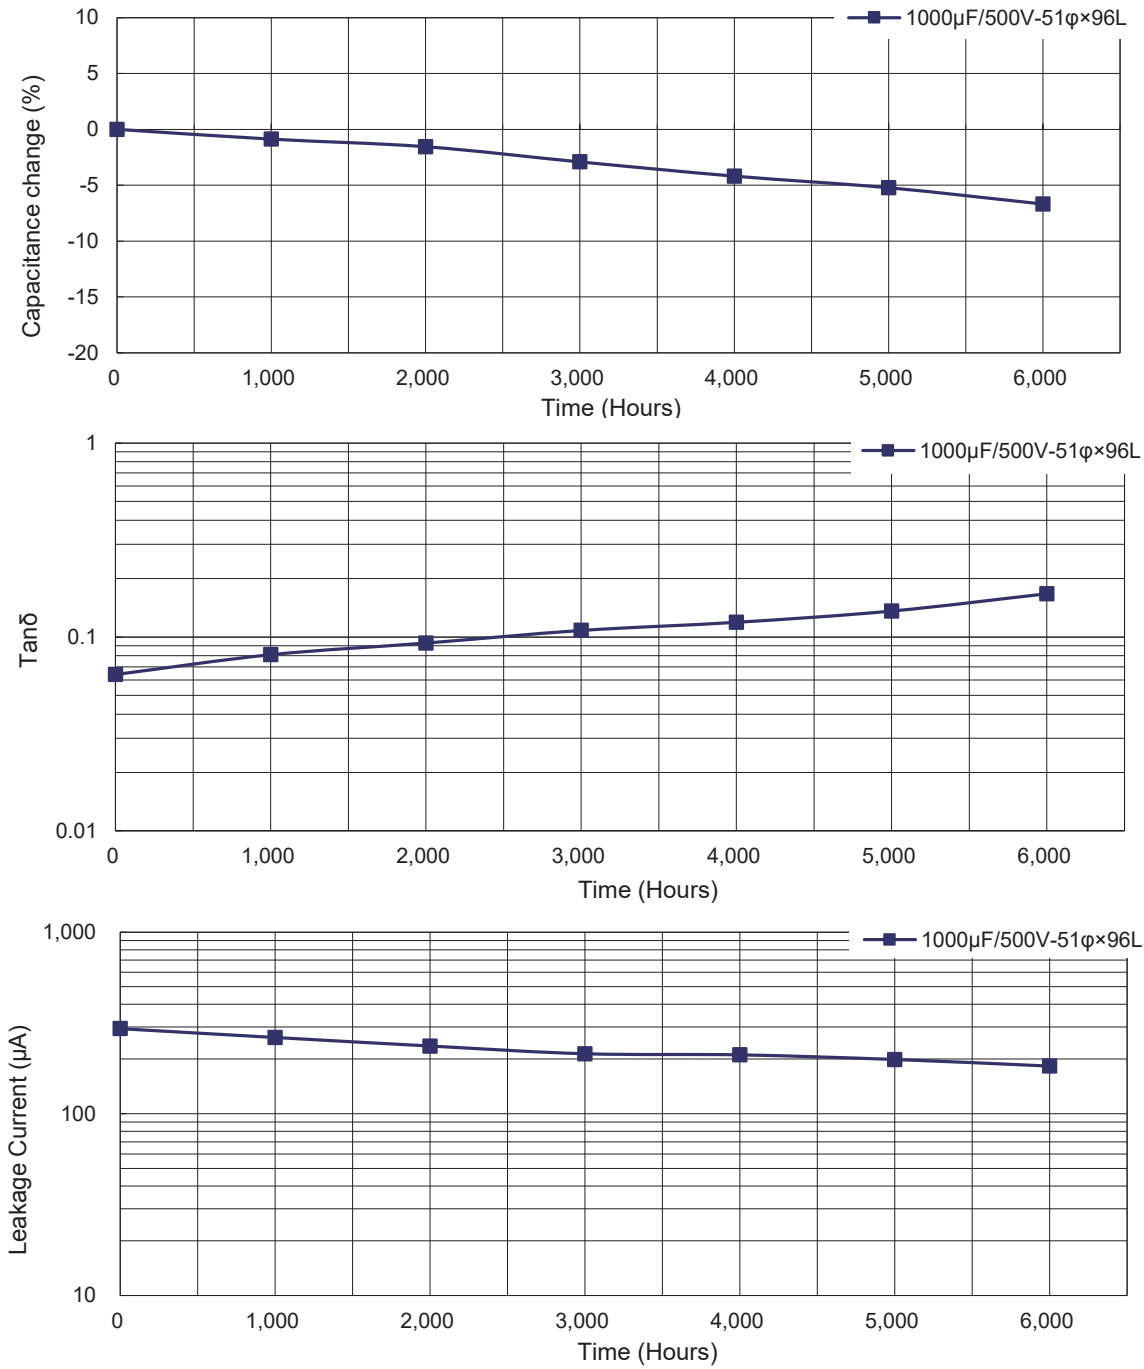 1000µF/500V-51φ×96L
Capacitance change (%)
10
5
0
-5
-10
-15
-20
0 1,000 2,000 3,000 4,000 5,000 6,000
Time (Hours)
1000µF/500V-51φ×96L
Tanδ
1
0.1
0.01
0 1,000 2,000 3,000 4,000 5,000 6,000
Time (Hours)
1000µF/500V-51φ×96L
Leakage Current (µA)
1,000
100
10
0 1,000 2,000 3,000 4,000 5,000 6,000
Time (Hours)